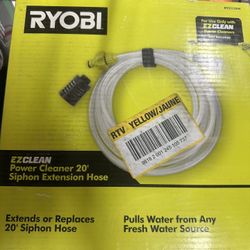 RYOBI
For Use Only with
EZCLEAN
Power Cleaners
RTV - YELLOW/JAUNE
EZCLEAN
Power Cleaner 20'
Siphon Extension Hose
Extends or Replaces
20' Siphon Hose
Pulls Water from Any
Fresh Water Source